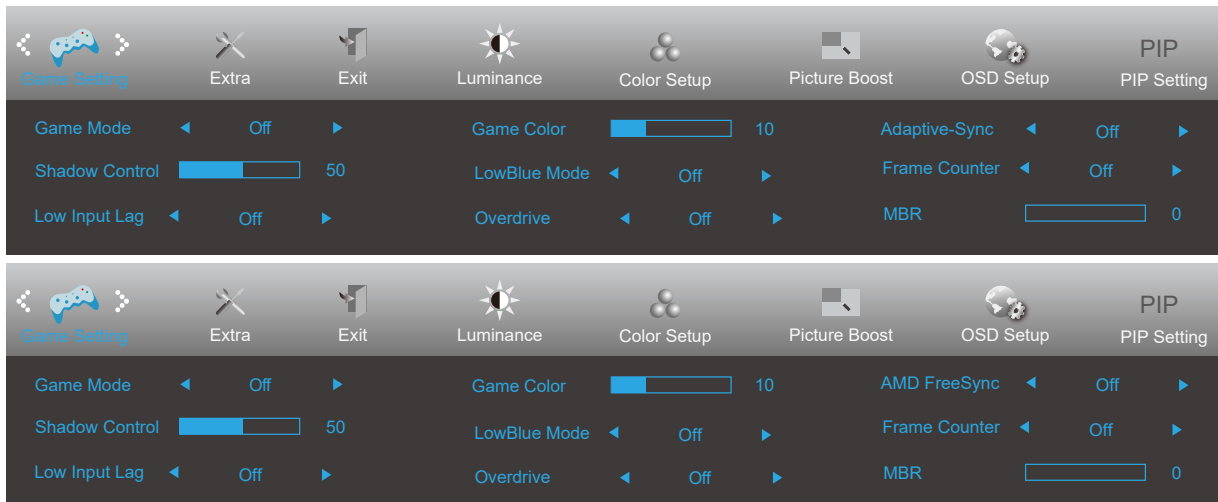 PIP
Game Setting Extra Exit Luminance Color Setup Picture Boost OSD Setup PIP Setting
Game Mode Off Game Color 10 Adaptive-Sync Off
Shadow Control 50 LowBlue Mode Off Frame Counter Off
Low Input Lag Off Overdrive Off MBR 0
PIP
Game Setting Extra Exit Luminance Color Setup Picture Boost OSD Setup PIP Setting
Game Mode Off Game Color 10 AMD FreeSync Off
Shadow Control 50 LowBlue Mode Off Frame Counter Off
Low Input Lag Off Overdrive Off MBR 0